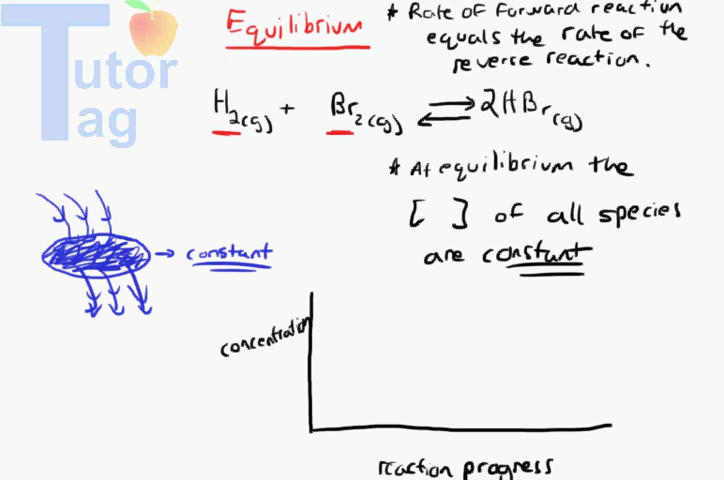 Tutor
Tag
Equilibrium
* Rate of forward reaction
equals the rate of the
reverse reaction.
H2(g) + Br2(g) ⇌ 2HBr(g)
* At equilibrium the
[ ] of all species
are constant
→ constant
concentration
reaction progress